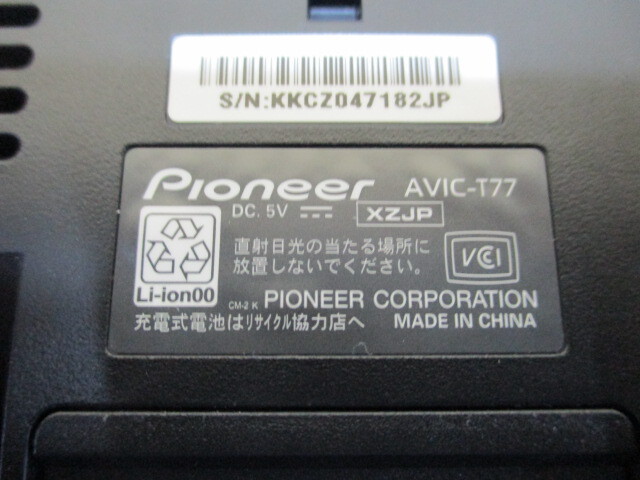 S/N:KKCZ047182JP
Pioneer AVIC-T77
DC. 5V XZJP
直射日光の当たる場所に
放置しないでください。
VCI
Li-ion00
CM-2 K PIONEER CORPORATION
充電式電池はリサイクル協力店へ MADE IN CHINA